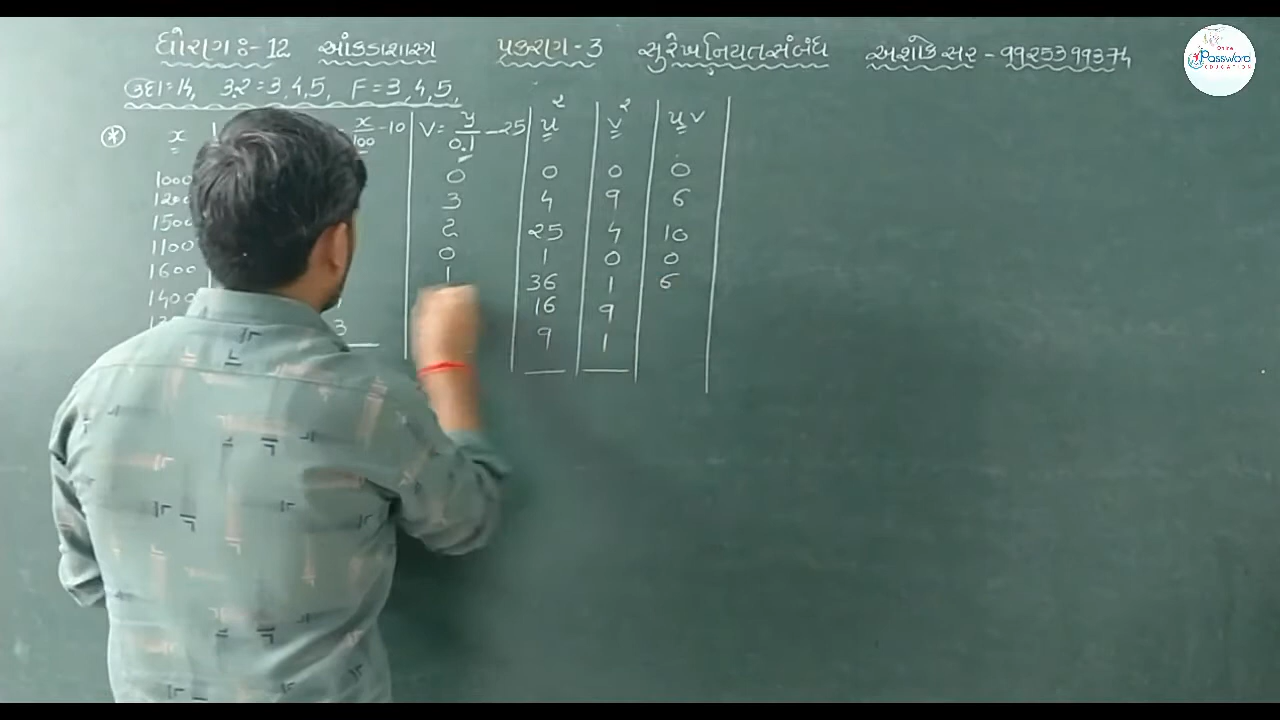 ધોરણ:-12 આંકડાશાસ્ત્ર પ્રકરણ-3 સુરેખ નિયત સંબંધ અશોક સર - 9925399374
ઉદા=14, 3.2=3,4,5, F=3,4,5,
* x x/100 -10 V= y/0.1 -25 u² v² uv
1000 0 0 0 0
1200 3 4 9 6
1500 2 25 4 10
1100 0 1 0 0
1600 1 36 1 6
1400 16 9
3 9 1
Password
EDUCATION